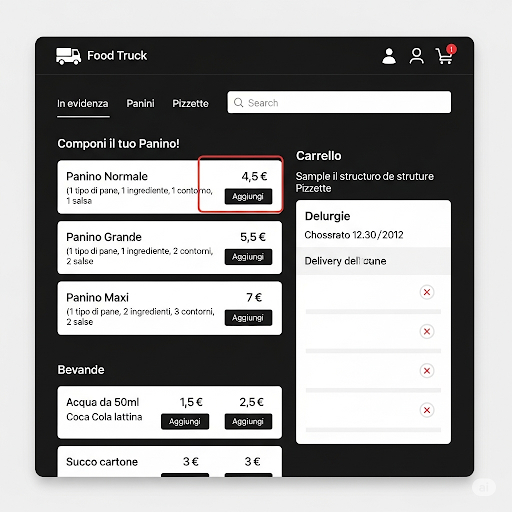 Food Truck
1
In evidenza Panini Pizzette Search
Componi il tuo Panino!
Panino Normale 4,5 €
(1 tipo di pane, 1 ingrediente, 1 contorno,
1 salsa
Aggiungi
Panino Grande 5,5 €
(1 tipo di pane, 1 ingrediente, 2 contorni,
2 salse
Aggiungi
Panino Maxi 7 €
(1 tipo di pane, 2 ingredienti, 3 contorni,
2 salse
Aggiungi
Bevande
Acqua da 50ml 1,5 € 2,5 €
Coca Cola lattina Aggiungi Aggiungi
Succo cartone 3 € 3 €
Carrello
Sample il structuro de struture
Pizzette
Delurgie
Chossrato 12.30/2012
Delivery
ai